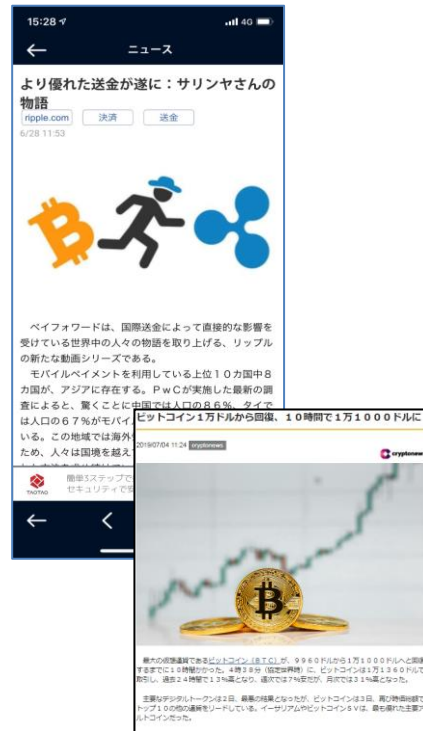 15:28
4G
ニュース
より優れた送金が遂に：サリンヤさんの
物語
ripple.com 決済 送金
6/28 11:53
ペイフォワードは、国際送金によって直接的な影響を
受けている世界中の人々の物語を取り上げる、リップル
の新たな動画シリーズである。
モバイルペイメントを利用している上位１０カ国中８
カ国が、アジアに存在する。ＰｗＣが実施した最新の調
査によると、驚くことに中国では人口の８６％、タイで
は人口の６７％がモバイ
いる。この地域では海外
ため、人々は国境を越え
簡単3ステップで
セキュリティで安
TAOTAO
ビットコイン１万ドルから回復、１０時間で１万１０００ドルに
2019/07/04 11:24 cryptonews
cryptonews
最大の仮想通貨であるビットコイン（ＢＴＣ）が、９９６０ドルから１万１０００ドルへと回復
するまでに１０時間かかった。４時３８分（協定世界時）に、ビットコインは１万１３６０ドルで
取引し、過去２４時間で１３％高となり、週次では７％安だが、月次では３１％高となった。
主要なデジタルトークンは２日、最悪の結果となったが、ビットコインは３日、再び時価総額で
トップ１０の他の通貨をリードしている。イーサリアムやビットコインＳＶは、最も優れた主要ア
ルトコインだった。